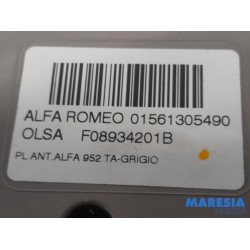 ALFA ROMEO 01561305490
OLSA F08934201B
PL.ANT.ALFA 952 TA-GRIGIO
MARESIA